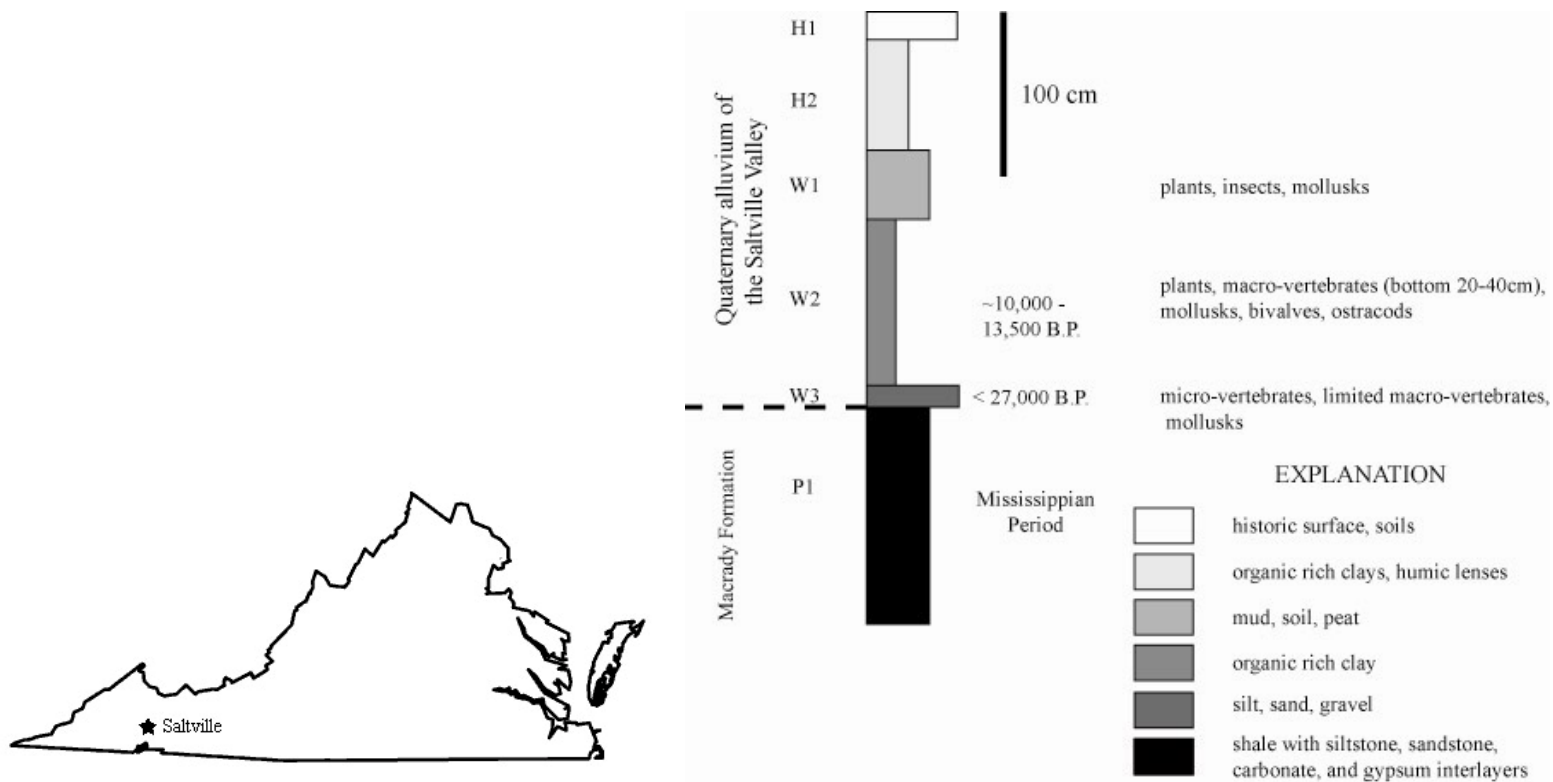 Saltville
Quaternary alluvium of
the Saltville Valley
Macrady Formation
H1
H2
W1
W2
W3
P1
100 cm
~10,000 -
13,500 B.P.
< 27,000 B.P.
Mississippian
Period
plants, insects, mollusks
plants, macro-vertebrates (bottom 20-40cm),
mollusks, bivalves, ostracods
micro-vertebrates, limited macro-vertebrates,
mollusks
EXPLANATION
historic surface, soils
organic rich clays, humic lenses
mud, soil, peat
organic rich clay
silt, sand, gravel
shale with siltstone, sandstone,
carbonate, and gypsum interlayers